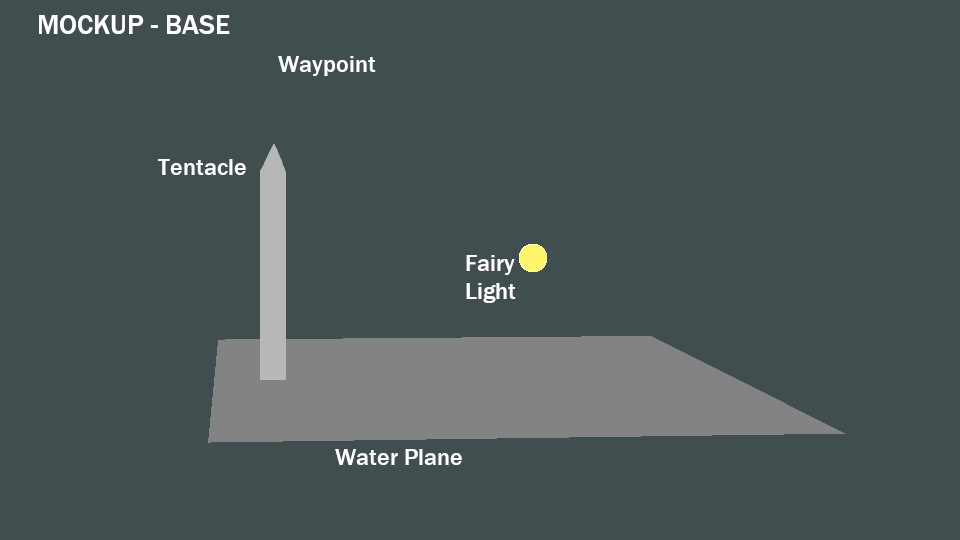 MOCKUP - BASE
Waypoint
Tentacle
Fairy
Light
Water Plane